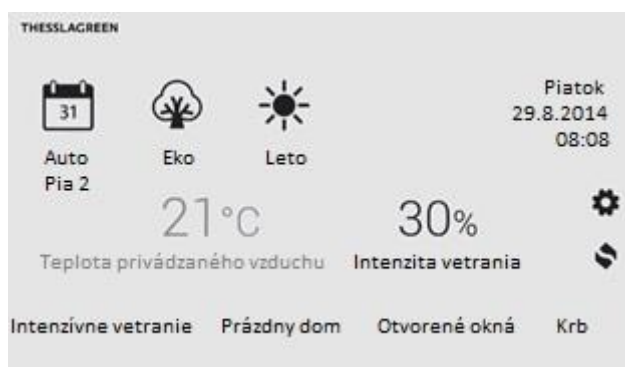 THESSLAGREEN
31
Piatok
29.8.2014
08:08
Auto
Pia 2
Eko
Leto
21°C
30%
Teplota privádzaného vzduchu
Intenzita vetrania
Intenzívne vetranie
Prázdny dom
Otvorené okná
Krb